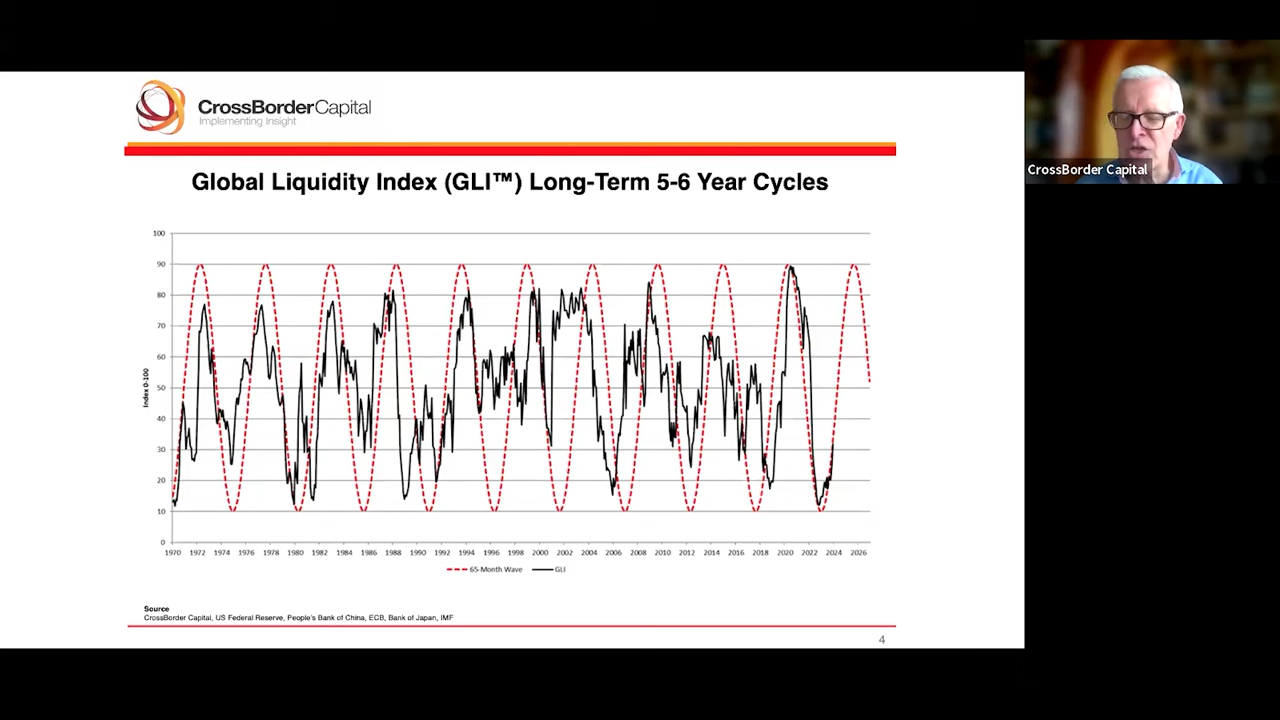 CrossBorderCapital
Implementing Insight
CrossBorder Capital
Global Liquidity Index (GLI™) Long-Term 5-6 Year Cycles
100
90
80
70
60
50
40
30
20
10
0
Index 0-100
1970 1972 1974 1976 1978 1980 1982 1984 1986 1988 1990 1992 1994 1996 1998 2000 2002 2004 2006 2008 2010 2012 2014 2016 2018 2020 2022 2024 2026
65-Month Wave GLI
Source
CrossBorder Capital, US Federal Reserve, People's Bank of China, ECB, Bank of Japan, IMF
4